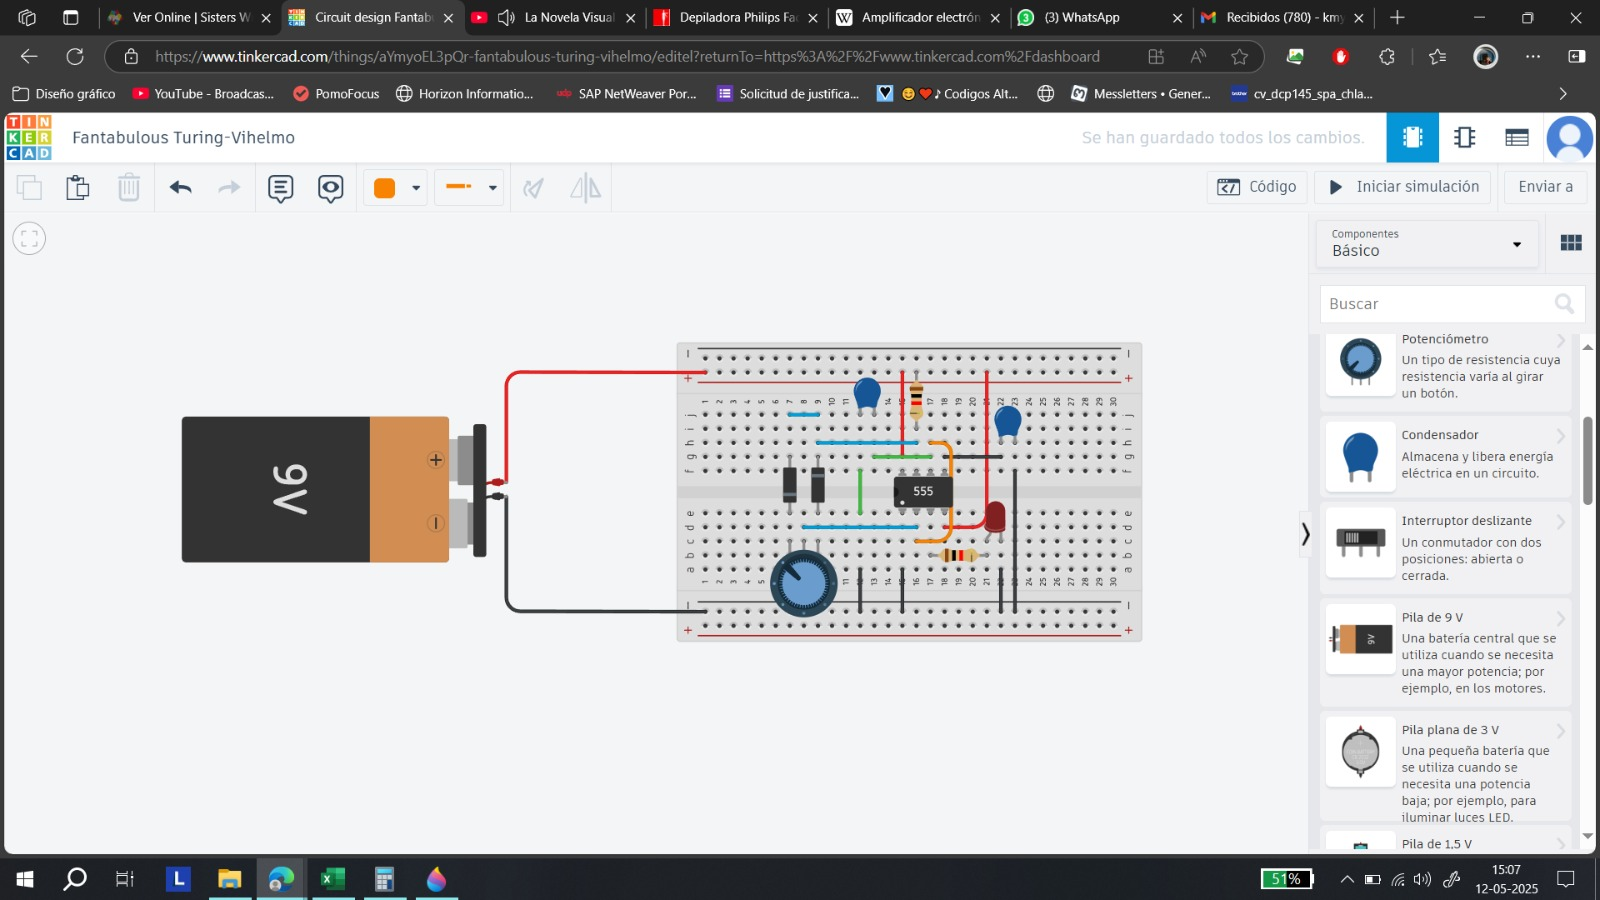 Ver Online | Sisters W
Circuit design Fantab
La Novela Visual
Depiladora Philips Fa
Amplificador electrón
(3) WhatsApp
Recibidos (780) - kmy
https://www.tinkercad.com/things/aYmyoEL3pQr-fantabulous-turing-vihelmo/editel?returnTo=https%3A%2F%2Fwww.tinkercad.com%2Fdashboard
Diseño gráfico
YouTube - Broadcas...
PomoFocus
Horizon Informatio...
SAP NetWeaver Por...
Solicitud de justifica...
Codigos Alt...
Messletters • Gener...
cv_dcp145_spa_chla...
TIN
KER
CAD
Fantabulous Turing-Vihelmo
Se han guardado todos los cambios.
Código
Iniciar simulación
Enviar a
Componentes
Básico
Buscar
Potenciómetro
Un tipo de resistencia cuya
resistencia varía al girar
un botón.
Condensador
Almacena y libera energía
eléctrica en un circuito.
Interruptor deslizante
Un conmutador con dos
posiciones: abierta o
cerrada.
Pila de 9 V
Una batería central que se
utiliza cuando se necesita
una mayor potencia; por
ejemplo, en los motores.
Pila plana de 3 V
Una pequeña batería que
se utiliza cuando se
necesita una potencia
baja; por ejemplo, para
iluminar luces LED.
Pila de 1,5 V
9V
555
51%
15:07
12-05-2025